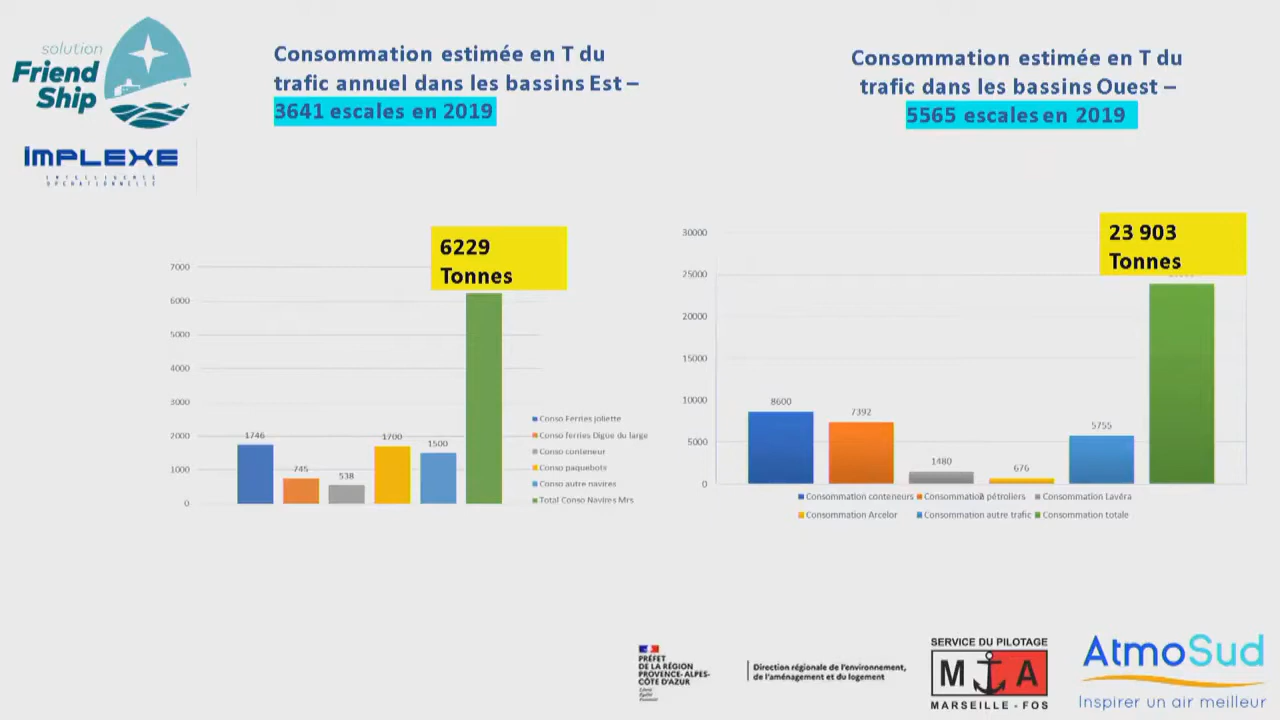 solution
Friend
Ship
IMPLEXE
INTELLIGENCE
OPERATIONNELLE
Consommation estimée en T du
trafic annuel dans les bassins Est –
3641 escales en 2019
Consommation estimée en T du
trafic dans les bassins Ouest –
5565 escales en 2019
6229
Tonnes
7000
6000
5000
4000
3000
2000
1000
0
1746
745
538
1700
1500
Conso Ferries joliette
Conso ferries Digue du large
Conso conteneur
Conso paquebots
Conso autre navires
Total Conso Navires Mrs
23 903
Tonnes
30000
25000
20000
15000
10000
5000
0
8600
7392
1480
676
5755
Consommation conteneurs
Consommation pétroliers
Consommation Lavéra
Consommation Arcelor
Consommation autre trafic
Consommation totale
PRÉFET
DE LA RÉGION
PROVENCE-ALPES-
CÔTE D'AZUR
Liberté
Égalité
Fraternité
Direction régionale de l'environnement,
de l'aménagement et du logement
SERVICE DU PILOTAGE
M A
MARSEILLE - FOS
AtmoSud
Inspirer un air meilleur